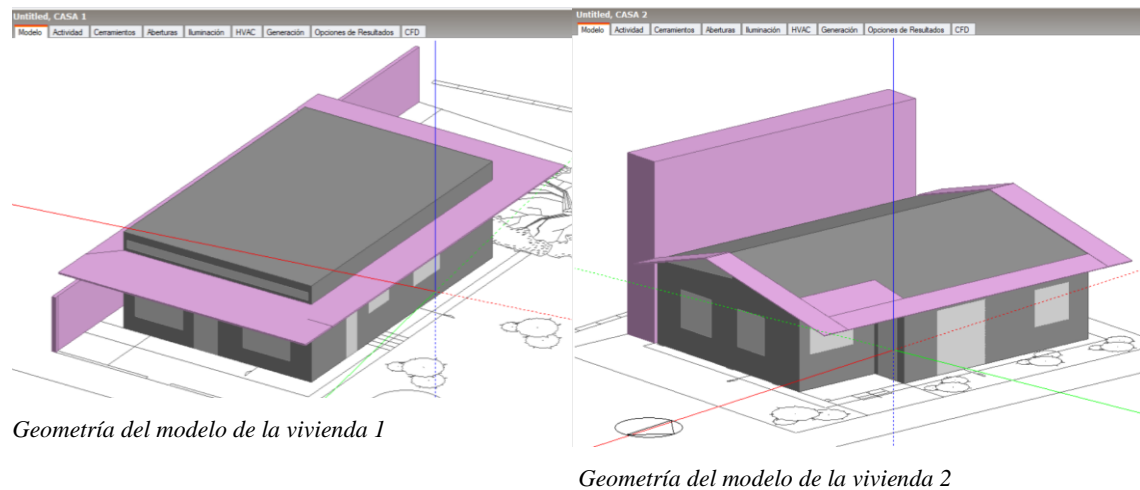 Untitled, CASA 1
Modelo Actividad Cerramientos Aberturas Iluminación HVAC Generación Opciones de Resultados CFD
Geometría del modelo de la vivienda 1
Untitled, CASA 2
Modelo Actividad Cerramientos Aberturas Iluminación HVAC Generación Opciones de Resultados CFD
Geometría del modelo de la vivienda 2